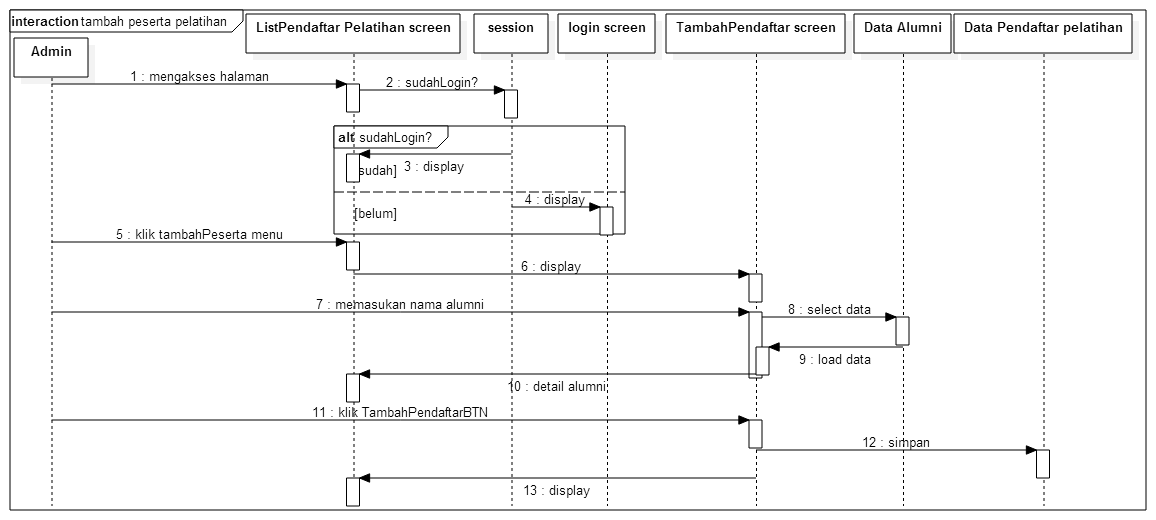 interaction tambah peserta pelatihan
Admin
ListPendaftar Pelatihan screen
session
login screen
TambahPendaftar screen
Data Alumni
Data Pendaftar pelatihan
1 : mengakses halaman
2 : sudahLogin?
alt sudahLogin?
3 : display
sudah]
4 : display
[belum]
5 : klik tambahPeserta menu
6 : display
7 : memasukan nama alumni
8 : select data
9 : load data
10 : detail alumni
11 : klik TambahPendaftarBTN
12 : simpan
13 : display